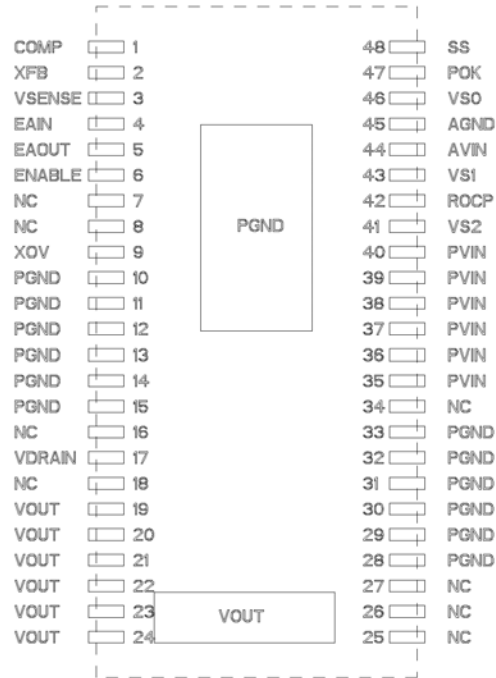 COMP 1 48 SS
XFB 2 47 POK
VSENSE 3 46 VS0
EAIN 4 45 AGND
EAOUT 5 44 AVIN
ENABLE 6 43 VS1
NC 7 42 ROCP
NC 8 PGND 41 VS2
XOV 9 40 PVIN
PGND 10 39 PVIN
PGND 11 38 PVIN
PGND 12 37 PVIN
PGND 13 36 PVIN
PGND 14 35 PVIN
PGND 15 34 NC
NC 16 33 PGND
VDRAIN 17 32 PGND
NC 18 31 PGND
VOUT 19 30 PGND
VOUT 20 29 PGND
VOUT 21 28 PGND
VOUT 22 27 NC
VOUT 23 VOUT 26 NC
VOUT 24 25 NC